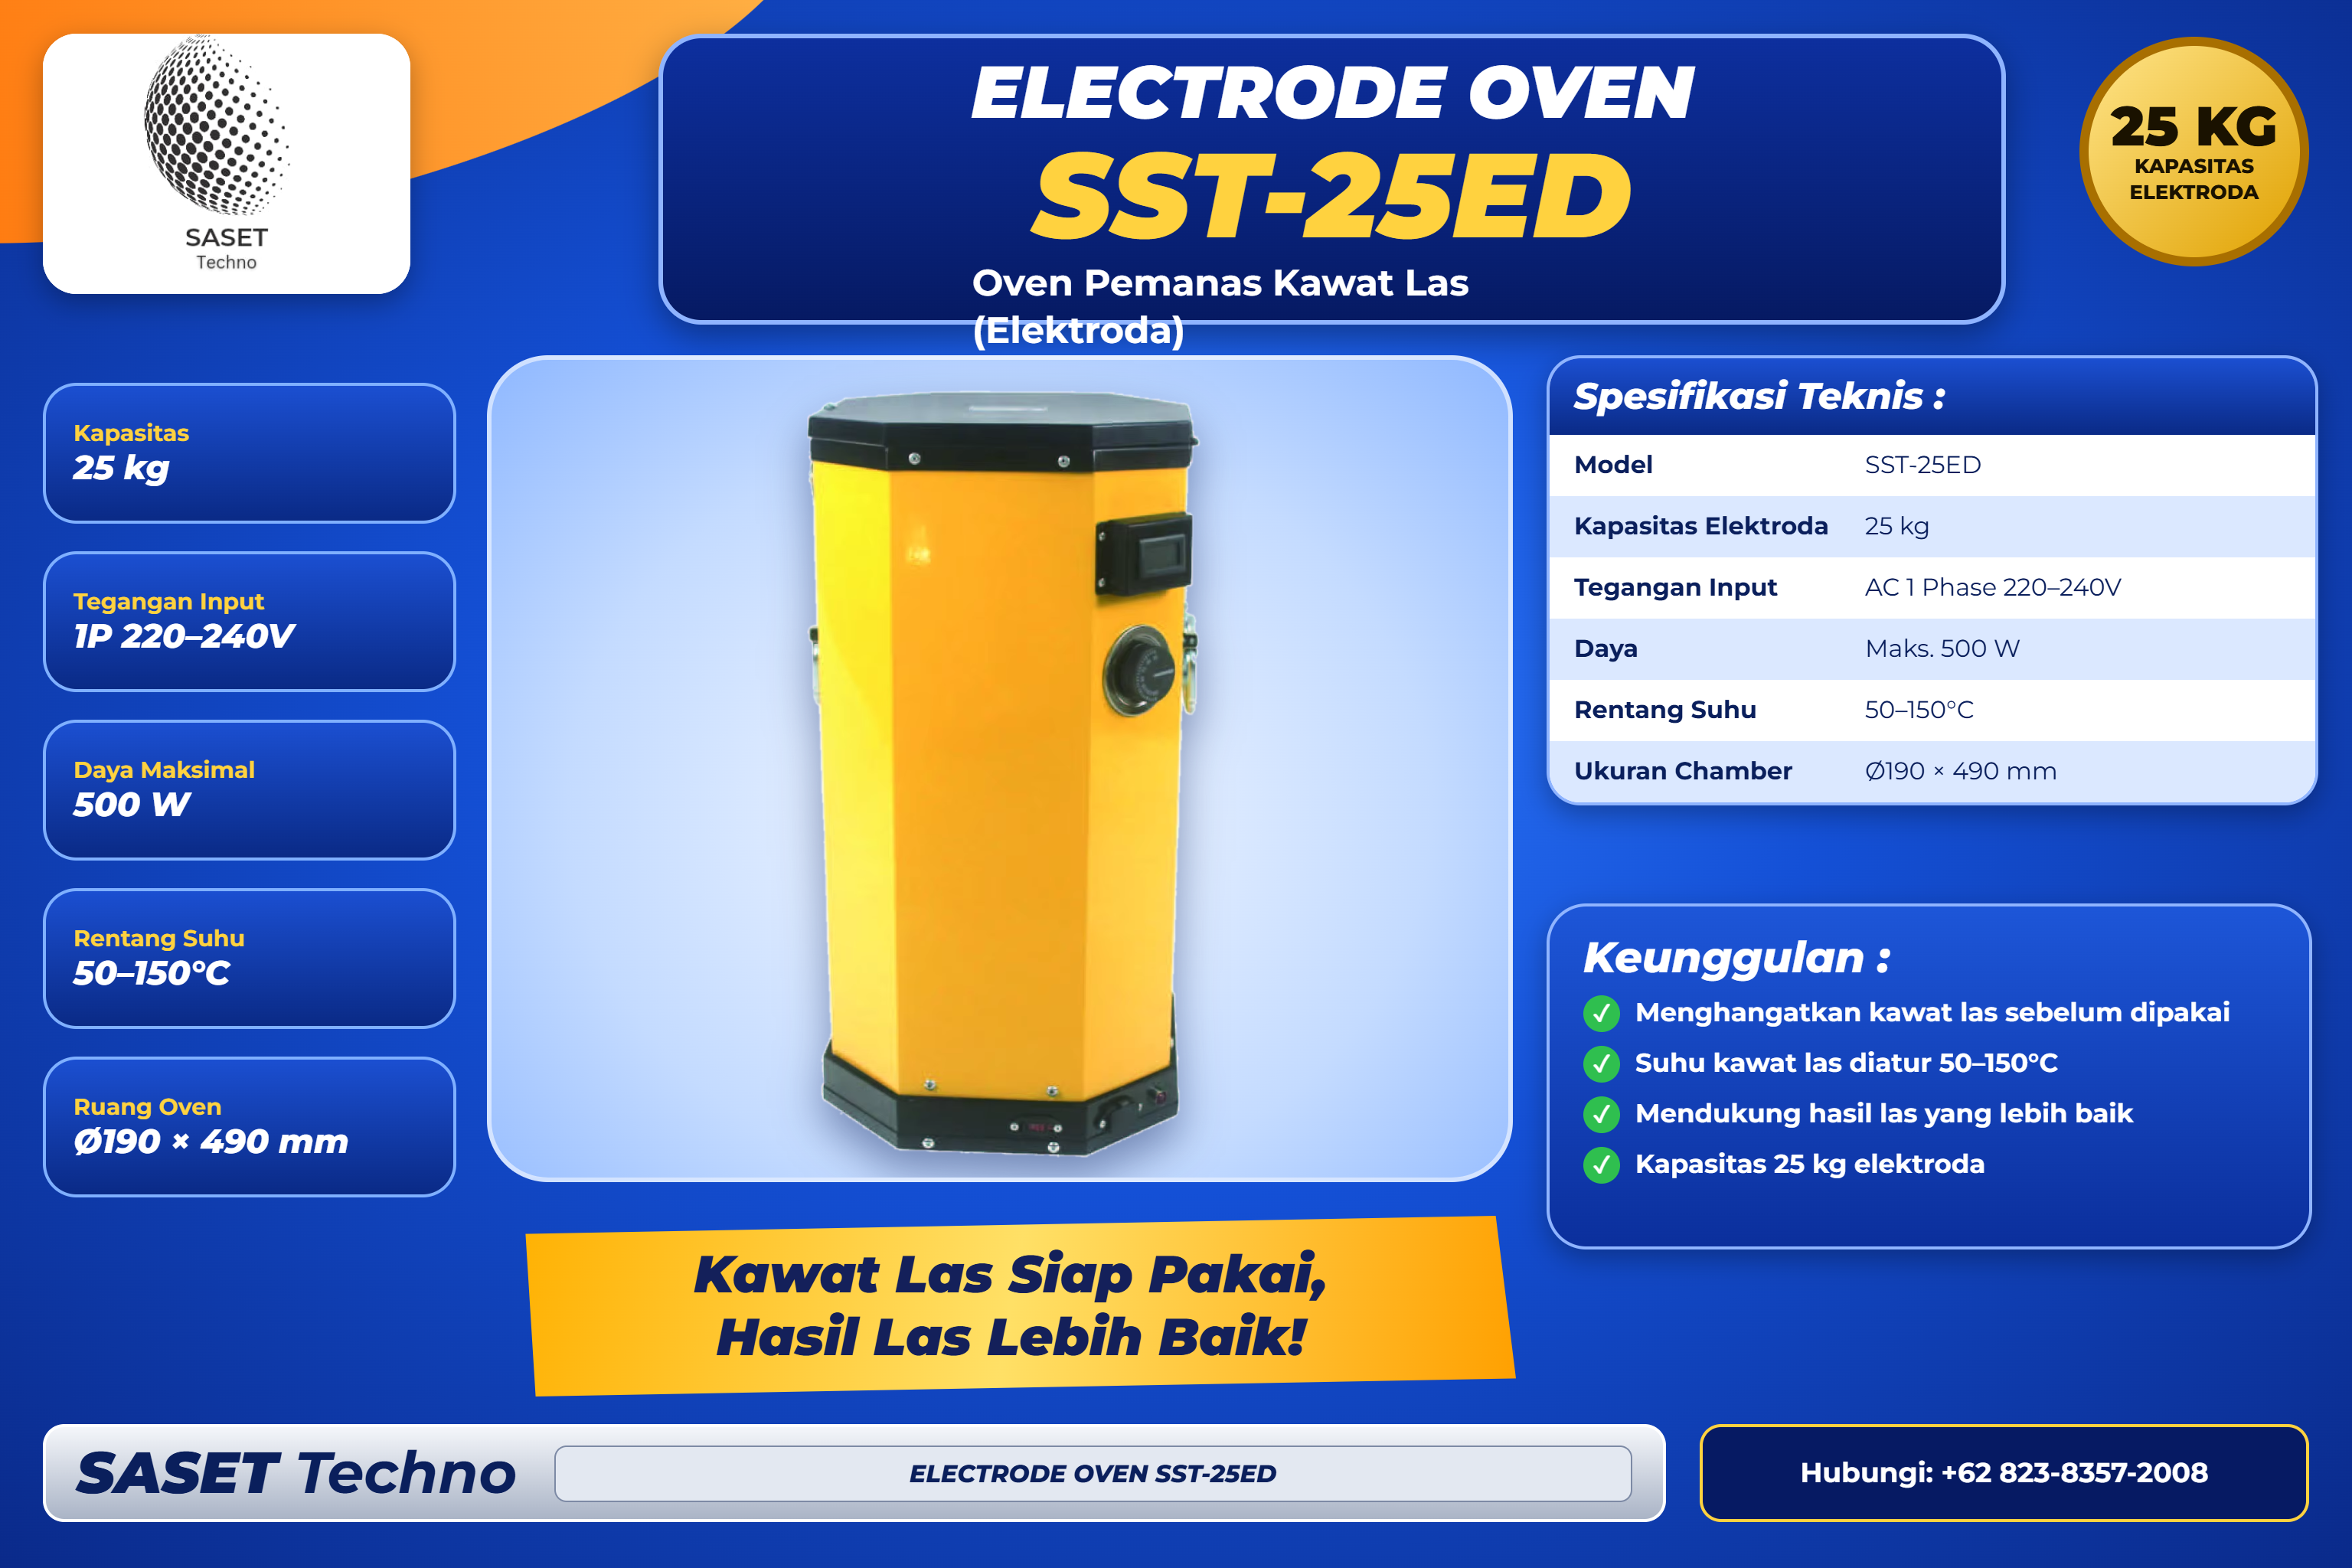 SASET
Techno
ELECTRODE OVEN
SST-25ED
Oven Pemanas Kawat Las
(Elektroda)
25 KG
KAPASITAS
ELEKTRODA
Kapasitas
25 kg
Tegangan Input
1P 220–240V
Daya Maksimal
500 W
Rentang Suhu
50–150°C
Ruang Oven
Ø190 × 490 mm
Spesifikasi Teknis :
Model SST-25ED
Kapasitas Elektroda 25 kg
Tegangan Input AC 1 Phase 220–240V
Daya Maks. 500 W
Rentang Suhu 50–150°C
Ukuran Chamber Ø190 × 490 mm
Keunggulan :
Menghangatkan kawat las sebelum dipakai
Suhu kawat las diatur 50–150°C
Mendukung hasil las yang lebih baik
Kapasitas 25 kg elektroda
Kawat Las Siap Pakai,
Hasil Las Lebih Baik!
SASET Techno
ELECTRODE OVEN SST-25ED
Hubungi: +62 823-8357-2008